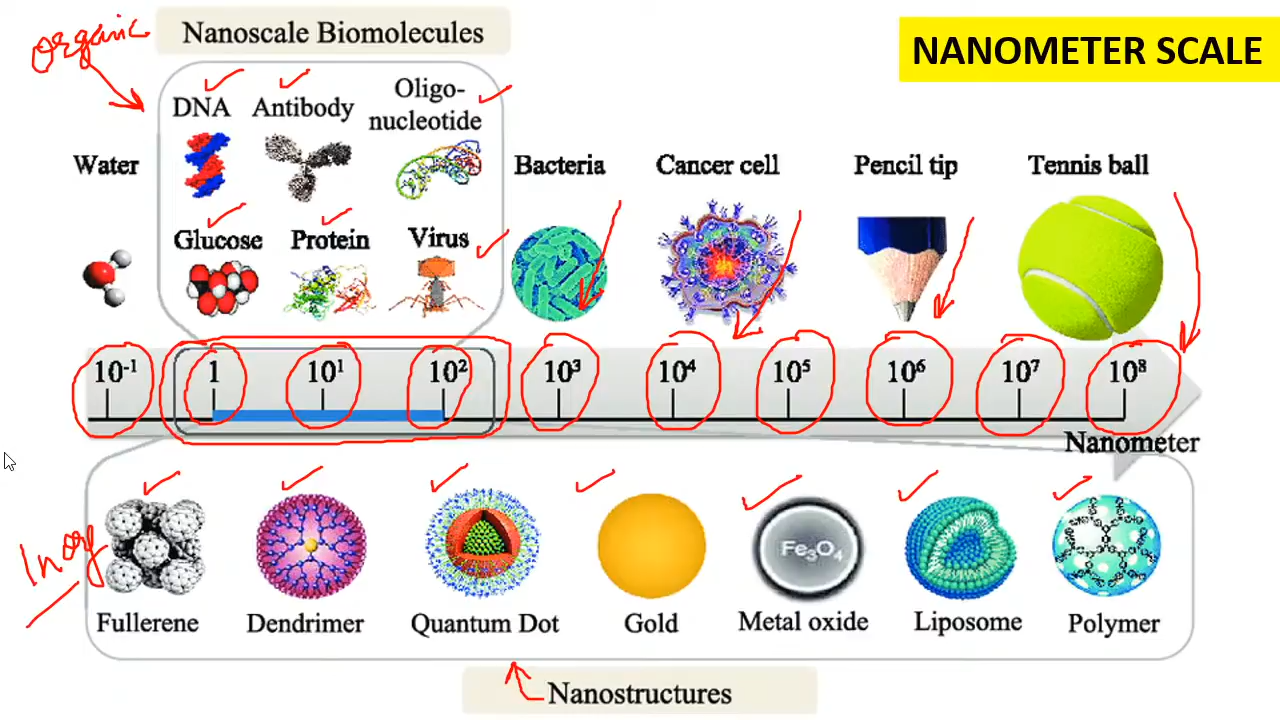 NANOMETER SCALE
Organic
Nanoscale Biomolecules
DNA
Antibody
Oligo-
nucleotide
Water
Glucose
Protein
Virus
Bacteria
Cancer cell
Pencil tip
Tennis ball
10⁻¹ 1 10¹ 10² 10³ 10⁴ 10⁵ 10⁶ 10⁷ 10⁸
Nanometer
Inorg
Fe₃O₄
Fullerene
Dendrimer
Quantum Dot
Gold
Metal oxide
Liposome
Polymer
Nanostructures